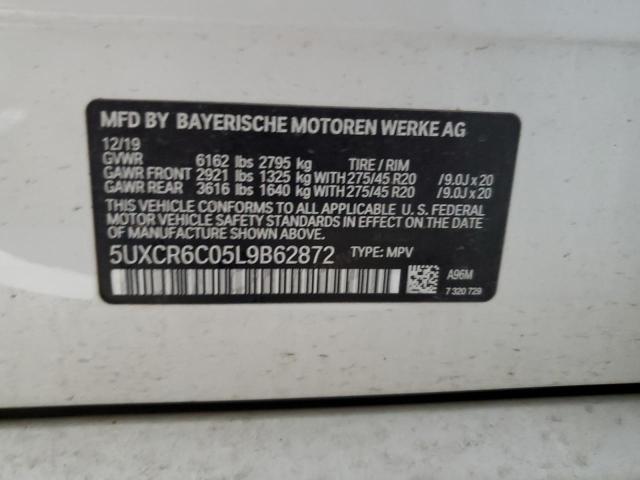 MFD BY BAYERISCHE MOTOREN WERKE AG
12/19
GVWR 6162 lbs 2795 kg TIRE / RIM
GAWR FRONT 2921 lbs 1325 kg WITH 275/45 R20 /9.0J x 20
GAWR REAR 3616 lbs 1640 kg WITH 275/45 R20 /9.0J x 20
THIS VEHICLE CONFORMS TO ALL APPLICABLE U. S. FEDERAL
MOTOR VEHICLE SAFETY STANDARDS IN EFFECT ON THE DATE
OF MANUFACTURE SHOWN ABOVE.
5UXCR6C05L9B62872 TYPE: MPV
A96M
7 320 729